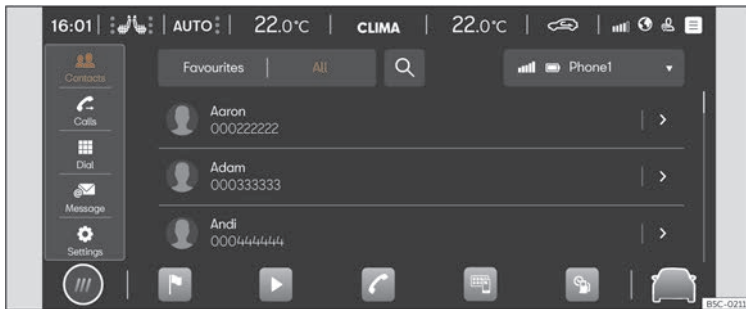 16:01 AUTO 22.0°C CLIMA 22.0°C
Favourites All Phone1
Contacts
Calls
Dial
Message
Settings
Aaron
000222222
Adam
000333333
Andi
000444444
B5C-0211